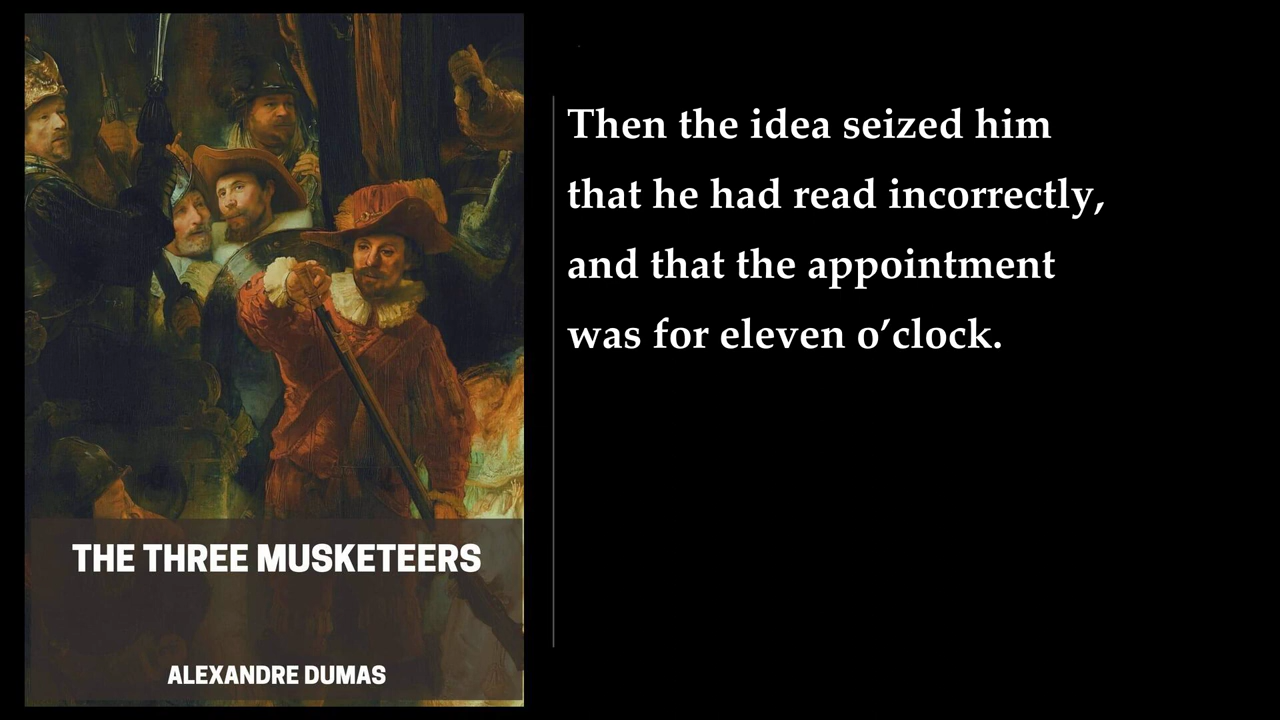 THE THREE MUSKETEERS
ALEXANDRE DUMAS
Then the idea seized him
that he had read incorrectly,
and that the appointment
was for eleven o’clock.